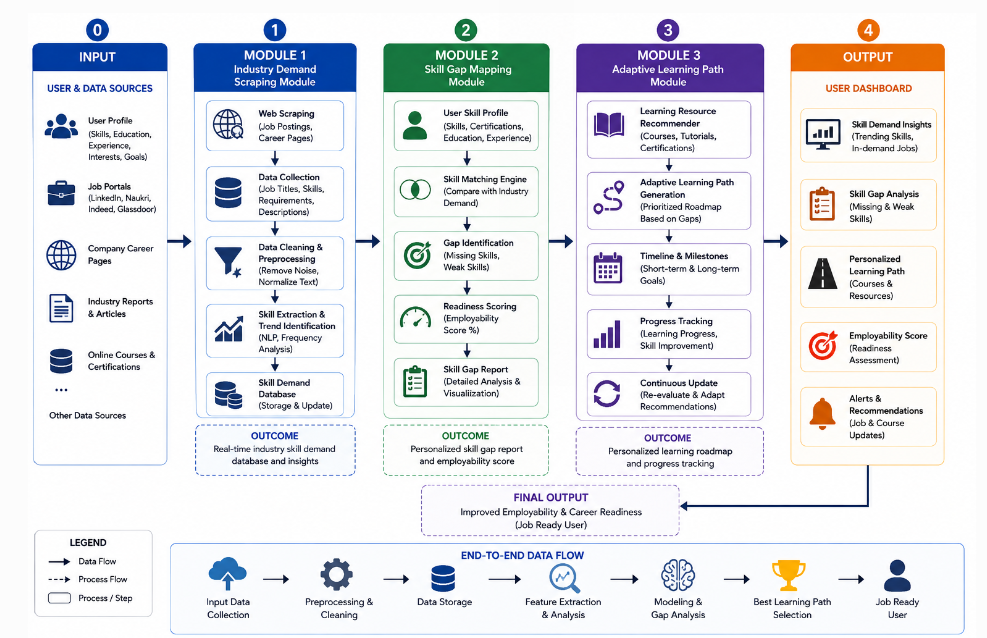 0
INPUT
USER & DATA SOURCES
User Profile
(Skills, Education,
Experience,
Interests, Goals)
Job Portals
(LinkedIn, Naukri,
Indeed, Glassdoor)
Company Career
Pages
Industry Reports
& Articles
Online Courses &
Certifications
...
Other Data Sources
1
MODULE 1
Industry Demand
Scraping Module
Web Scraping
(Job Postings,
Career Pages)
Data Collection
(Job Titles, Skills,
Requirements,
Descriptions)
Data Cleaning &
Preprocessing
(Remove Noise,
Normalize Text)
Skill Extraction &
Trend Identification
(NLP, Frequency
Analysis)
Skill Demand
Database
(Storage & Update)
OUTCOME
Real-time industry skill demand
database and insights
2
MODULE 2
Skill Gap Mapping
Module
User Skill Profile
(Skills, Certifications,
Education, Experience)
Skill Matching Engine
(Compare with Industry
Demand)
Gap Identification
(Missing Skills,
Weak Skills)
Readiness Scoring
(Employability
Score %)
Skill Gap Report
(Detailed Analysis &
Visualiization)
OUTCOME
Personalized skill gap
report and employability score
3
MODULE 3
Adaptive Learning Path
Module
Learning Resource
Recommender
(Courses, Tutorials,
Certifications)
Adaptive Learning Path
Generation
(Prioritized Roadmap
Based on Gaps)
Timeline & Milestones
(Short-term & Long-term
Goals)
Progress Tracking
(Learning Progress,
Skill Improvement)
Continuous Update
(Re-evaluate & Adapt
Recommendations)
OUTCOME
Personalized learning roadmap
and progress tracking
4
OUTPUT
USER DASHBOARD
Skill Demand Insights
(Trending Skills,
In-demand Jobs)
Skill Gap Analysis
(Missing & Weak
Skills)
Personalized
Learning Path
(Courses &
Resources)
Employability Score
(Readiness
Assessment)
Alerts &
Recommendations
(Job & Course
Updates)
FINAL OUTPUT
Improved Employability & Career Readiness
(Job Ready User)
LEGEND
Data Flow
Process Flow
Process / Step
END-TO-END DATA FLOW
Input Data
Collection
Preprocessing &
Cleaning
Data Storage
Feature Extraction
& Analysis
Modeling &
Gap Analysis
Best Learning Path
Selection
Job Ready
User